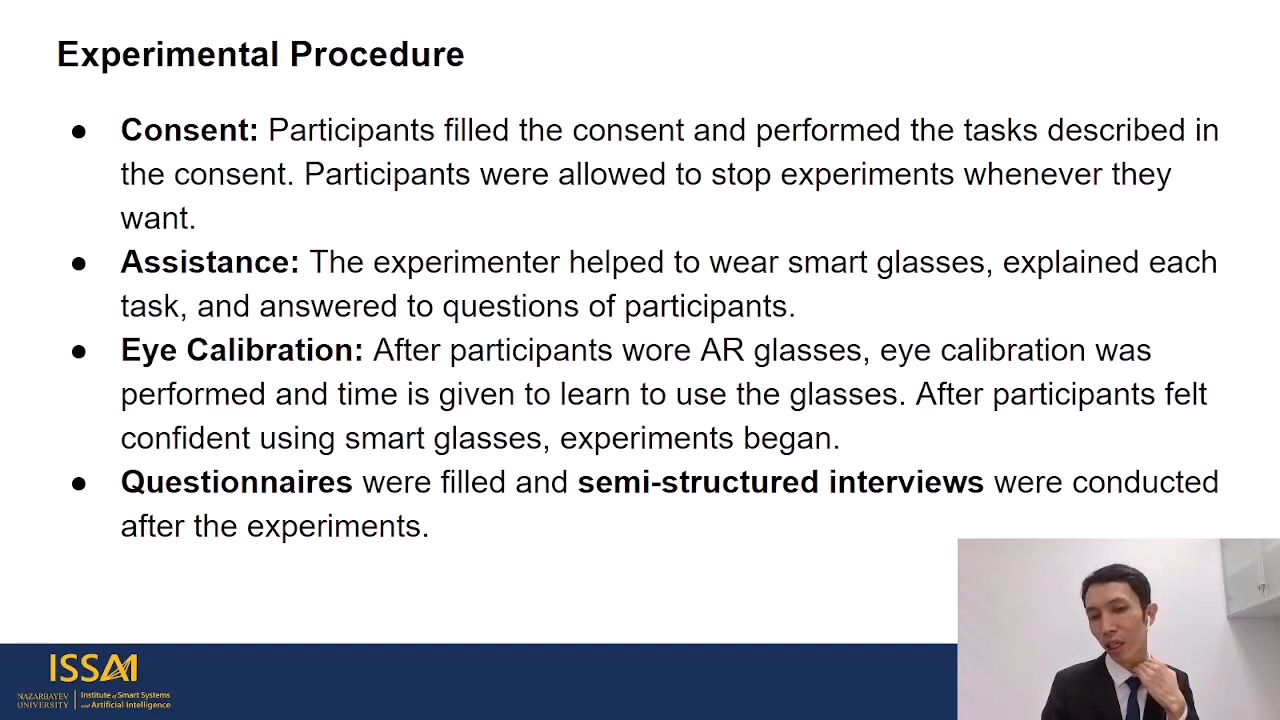 Experimental Procedure
● Consent: Participants filled the consent and performed the tasks described in
the consent. Participants were allowed to stop experiments whenever they
want.
● Assistance: The experimenter helped to wear smart glasses, explained each
task, and answered to questions of participants.
● Eye Calibration: After participants wore AR glasses, eye calibration was
performed and time is given to learn to use the glasses. After participants felt
confident using smart glasses, experiments began.
● Questionnaires were filled and semi-structured interviews were conducted
after the experiments.
ISSAI
NAZARBAYEV
UNIVERSITY
Institute of Smart Systems
and Artificial Intelligence